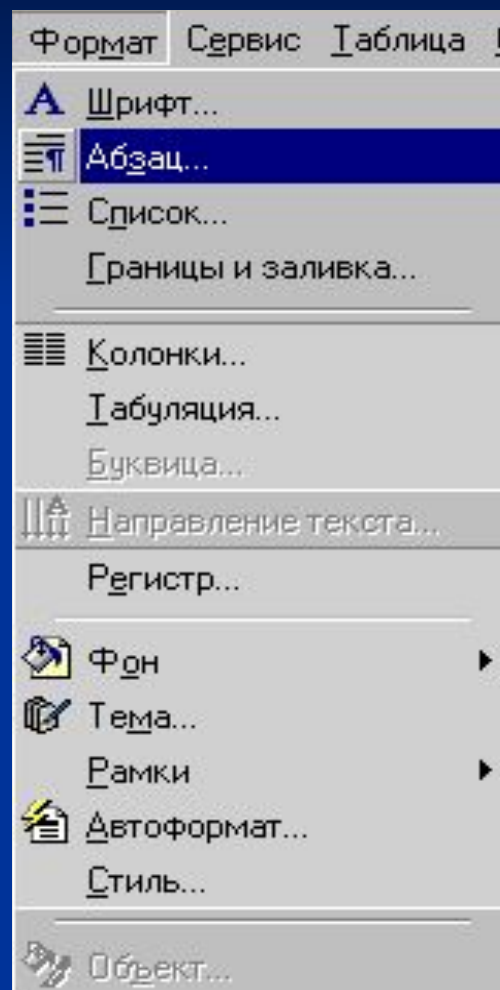 Формат Сервис Таблица
Шрифт...
Абзац...
Список...
Границы и заливка...
Колонки...
Табуляция...
Буквица...
Направление текста...
Регистр...
Фон
Тема...
Рамки
Автоформат...
Стиль...
Объект...